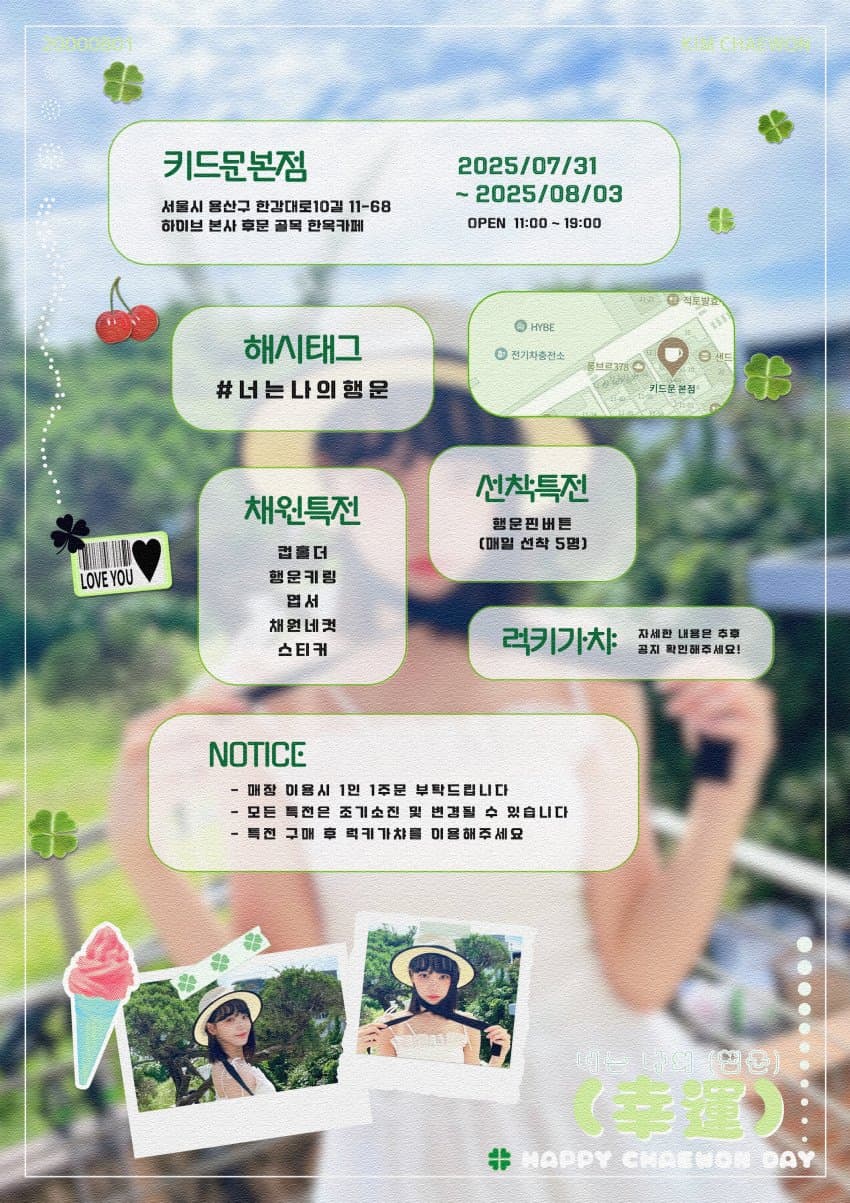 20000801
KIM CHAEWON
키드문본점
서울시 용산구 한강대로10길 11-68
하이브 본사 후문 골목 한옥카페
2025/07/31
~ 2025/08/03
OPEN 11:00 ~ 19:00
해시태그
#너는나의행운
적토발효
HYBE
전기차충전소
룸브르378
샌드
키드문 본점
채원특전
컵홀더
행운키링
엽서
채원네컷
스티커
선착특전
행운핀버튼
(매일 선착 5명)
럭키가챠
자세한 내용은 추후
공지 확인해주세요!
LOVE YOU
NOTICE
- 매장 이용시 1인 1주문 부탁드립니다
- 모든 특전은 조기소진 및 변경될 수 있습니다
- 특전 구매 후 럭키가챠를 이용해주세요
너는 나의 (행운)
(幸運)
HAPPY CHAEWON DAY